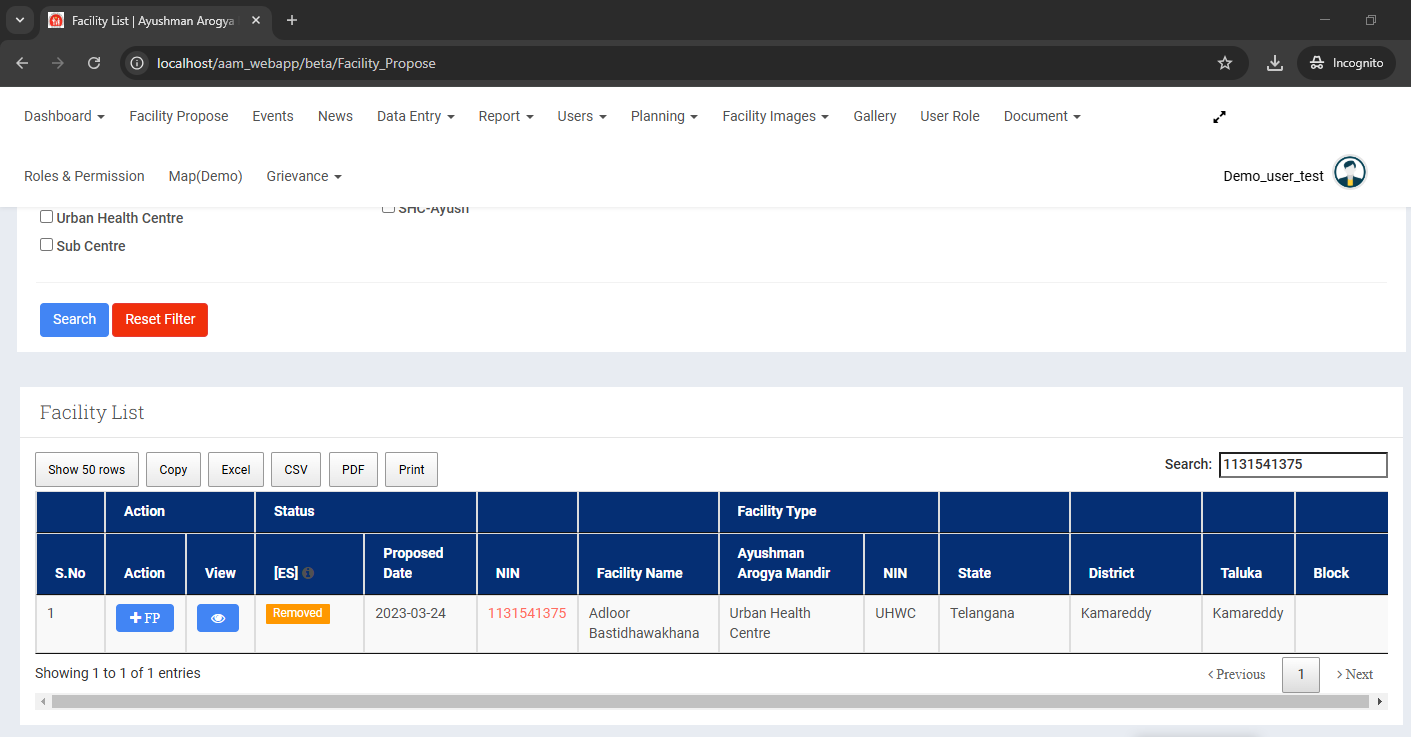 Facility List | Ayushman Arogya
localhost/aam_webapp/beta/Facility_Propose
Incognito
Dashboard Facility Propose Events News Data Entry Report Users Planning Facility Images Gallery User Role Document
Roles & Permission Map(Demo) Grievance Demo_user_test
SHC-Ayush
Urban Health Centre
Sub Centre
Search Reset Filter
Facility List
Show 50 rows Copy Excel CSV PDF Print Search: 1131541375
Action Status Facility Type
S.No Action View [ES] Proposed Date NIN Facility Name Ayushman Arogya Mandir NIN State District Taluka Block
1 FP Removed 2023-03-24 1131541375 Adloor Bastidhawakhana Urban Health Centre UHWC Telangana Kamareddy Kamareddy
Showing 1 to 1 of 1 entries Previous 1 Next